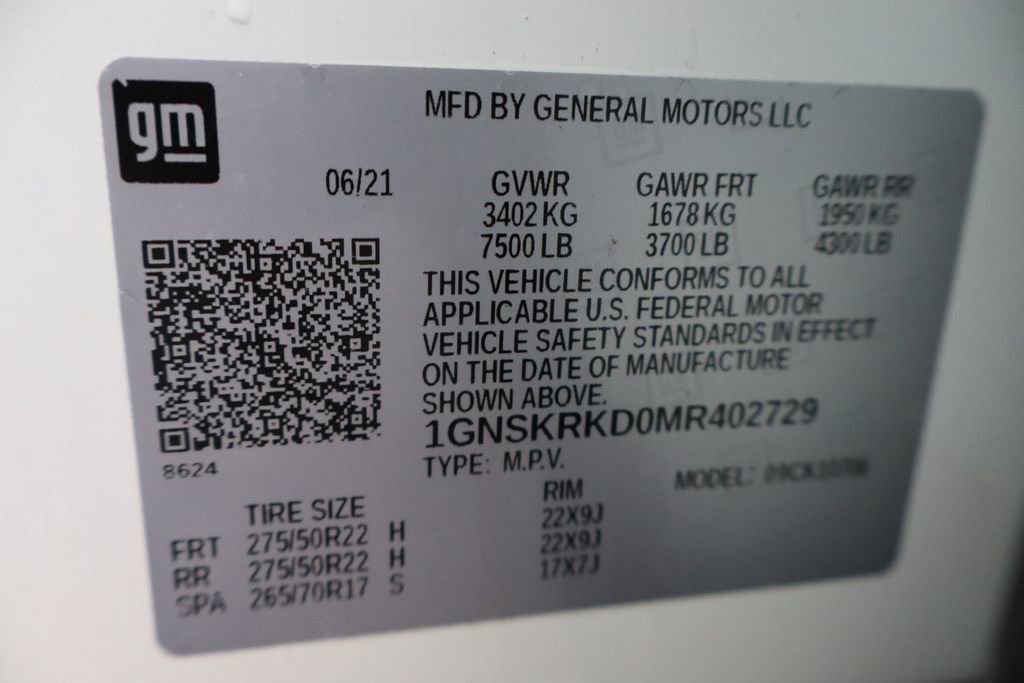 gm
MFD BY GENERAL MOTORS LLC
06/21 GVWR GAWR FRT GAWR RR
3402 KG 1678 KG 1950 KG
7500 LB 3700 LB 4300 LB
THIS VEHICLE CONFORMS TO ALL
APPLICABLE U.S. FEDERAL MOTOR
VEHICLE SAFETY STANDARDS IN EFFECT
ON THE DATE OF MANUFACTURE
SHOWN ABOVE.
1GNSKRKD0MR402729
TYPE: M.P.V. MODEL:
8624
TIRE SIZE RIM
FRT 275/50R22 H 22X9J
RR 275/50R22 H 22X9J
SPA 265/70R17 S 17X7J